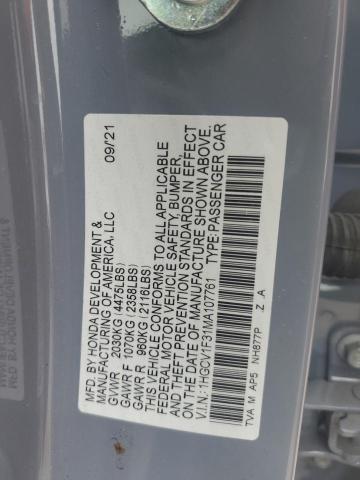 MFD. BY HONDA DEVELOPMENT &
MANUFACTURING OF AMERICA, LLC 09/21
GVWR 2030KG (4475LBS)
GAWR F 1070KG (2358LBS)
GAWR R 960KG (2116LBS)
THIS VEHICLE CONFORMS TO ALL APPLICABLE
FEDERAL MOTOR VEHICLE SAFETY, BUMPER,
AND THEFT PREVENTION STANDARDS IN EFFECT
ON THE DATE OF MANUFACTURE SHOWN ABOVE.
V.I.N.: 1HGCV1F31MA107761 TYPE: PASSENGER CAR
TVA M AP5 NH877P Z A